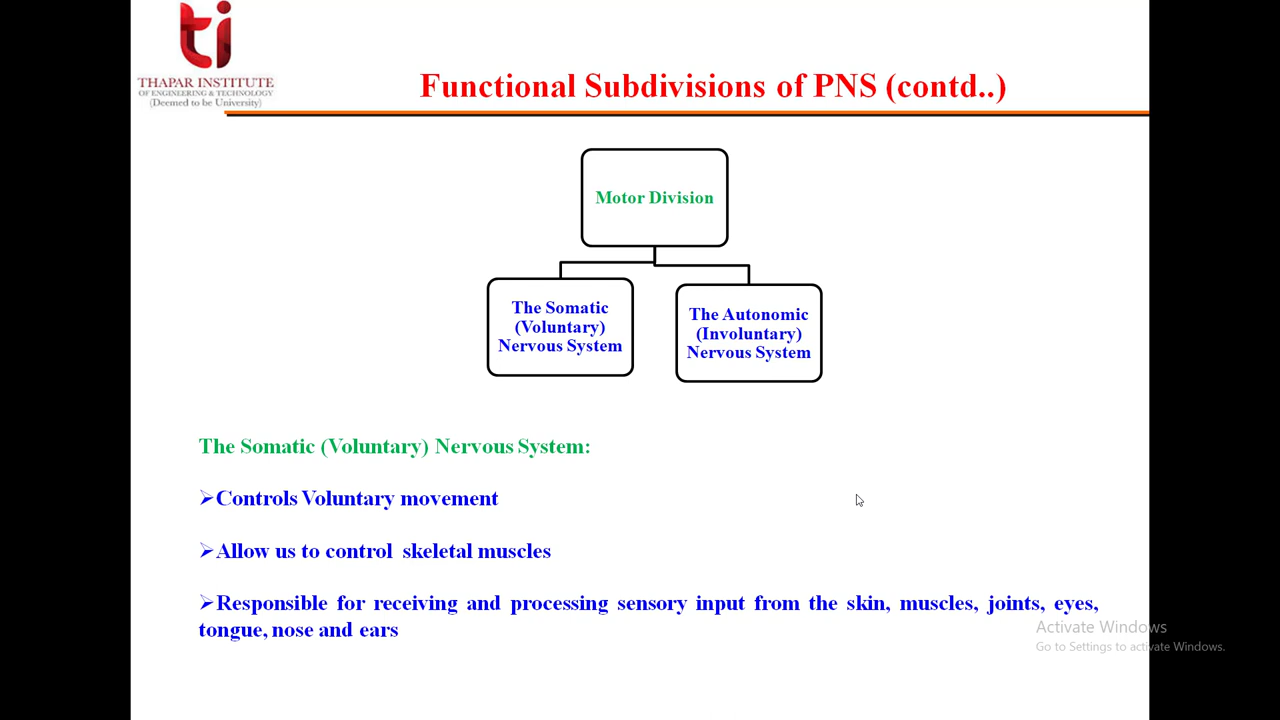 ti
THAPAR INSTITUTE
OF ENGINEERING & TECHNOLOGY
(Deemed to be University)
Functional Subdivisions of PNS (contd..)
Motor Division
The Somatic
(Voluntary)
Nervous System
The Autonomic
(Involuntary)
Nervous System
The Somatic (Voluntary) Nervous System:
➢Controls Voluntary movement
➢Allow us to control skeletal muscles
➢Responsible for receiving and processing sensory input from the skin, muscles, joints, eyes,
tongue, nose and ears
Activate Windows
Go to Settings to activate Windows.